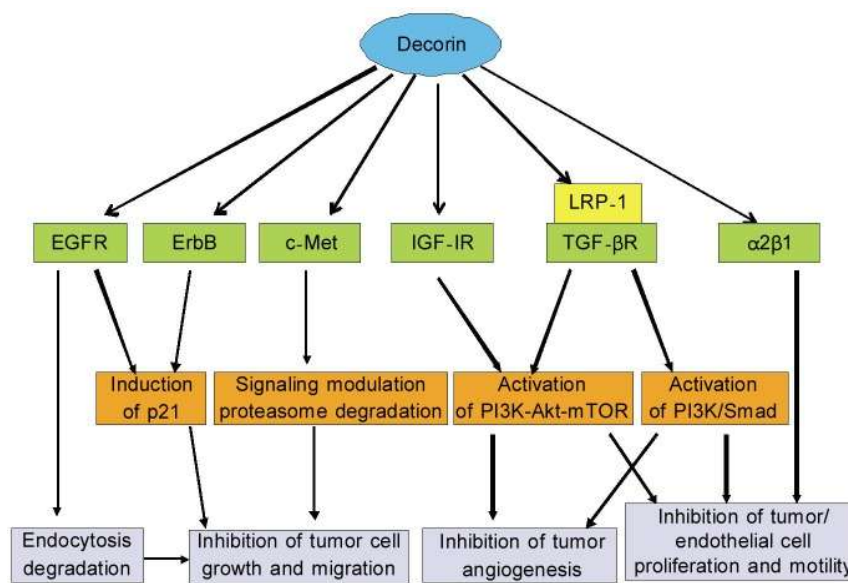 Decorin
LRP-1
EGFR
ErbB
c-Met
IGF-IR
TGF-βR
α2β1
Induction
of p21
Signaling modulation
proteasome degradation
Activation
of PI3K-Akt-mTOR
Activation
of PI3K/Smad
Endocytosis
degradation
Inhibition of tumor cell
growth and migration
Inhibition of tumor
angiogenesis
Inhibition of tumor/
endothelial cell
proliferation and motility